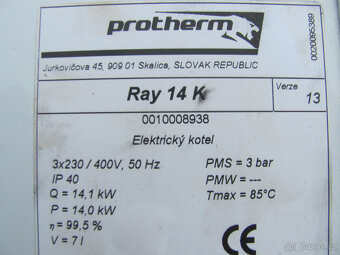 protherm
Jurkovičova 45, 909 01 Skalica, SLOVAK REPUBLIC
0020095389
Ray 14 K
Verze
13
0010008938
Elektrický kotel
3x230 / 400V, 50 Hz
IP 40
Q = 14,1 kW
P = 14,0 kW
η = 99,5%
V = 7 l
PMS = 3 bar
PMW = ---
Tmax = 85°C
CE